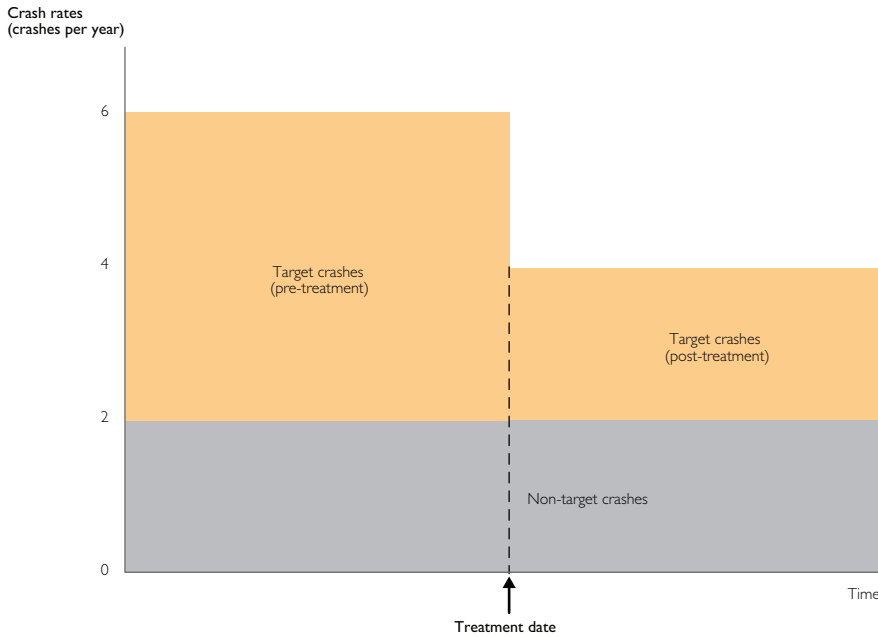 Crash rates
(crashes per year)
6
4
Target crashes
(pre-treatment)
Target crashes
(post-treatment)
2
Non-target crashes
0
Time
Treatment date